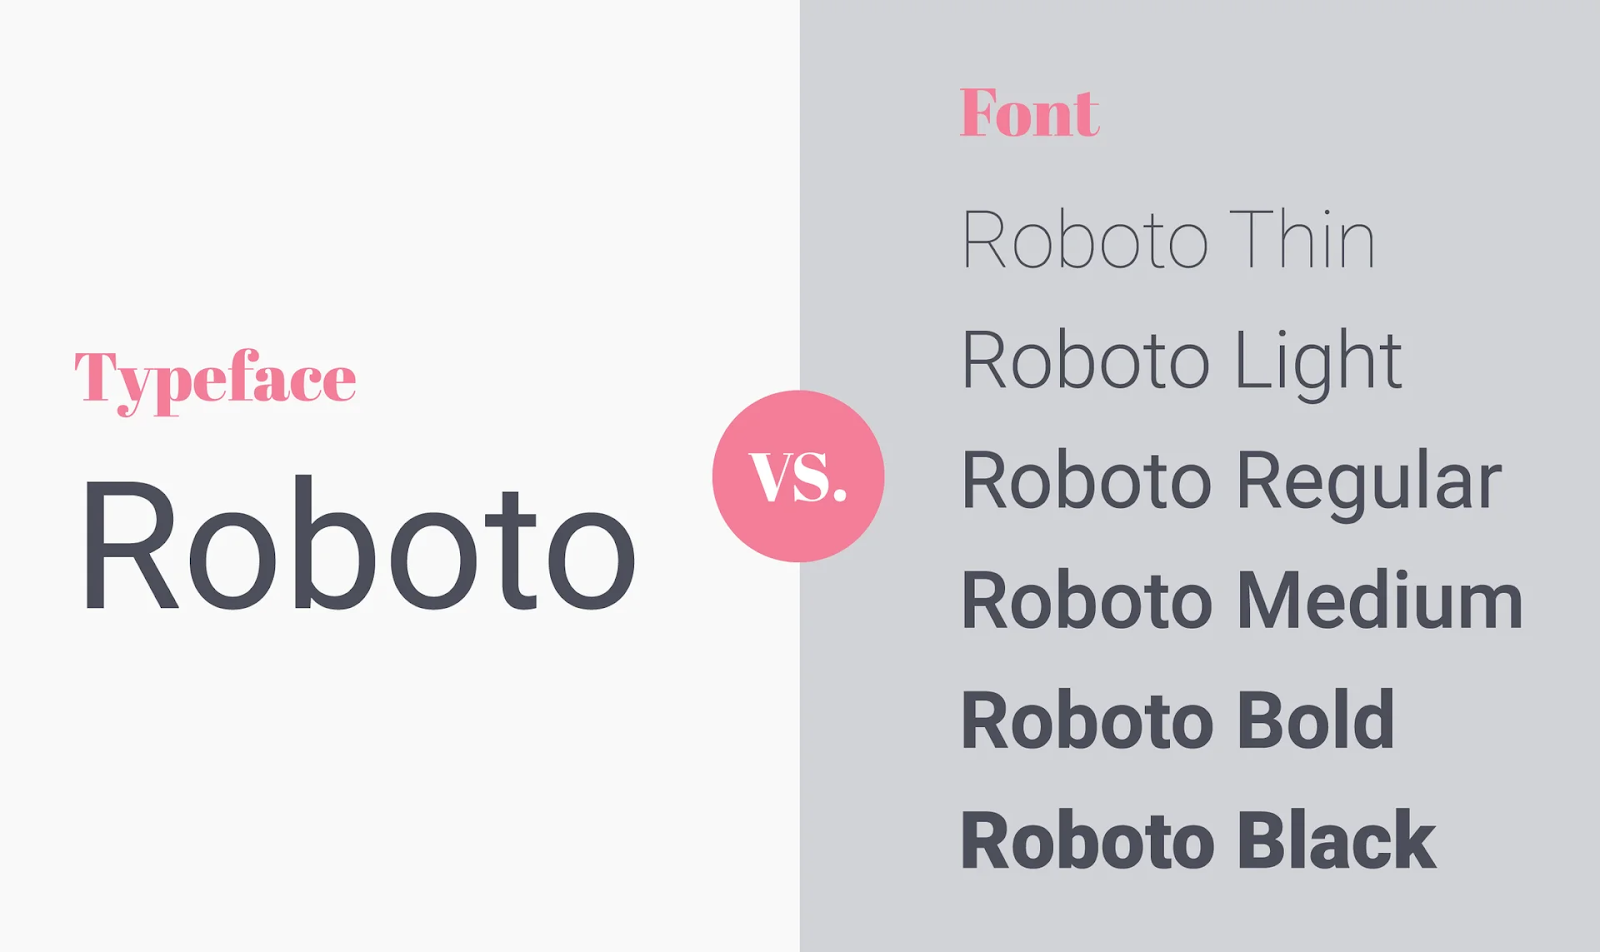 Typeface
Roboto
VS.
Font
Roboto Thin
Roboto Light
Roboto Regular
Roboto Medium
Roboto Bold
Roboto Black